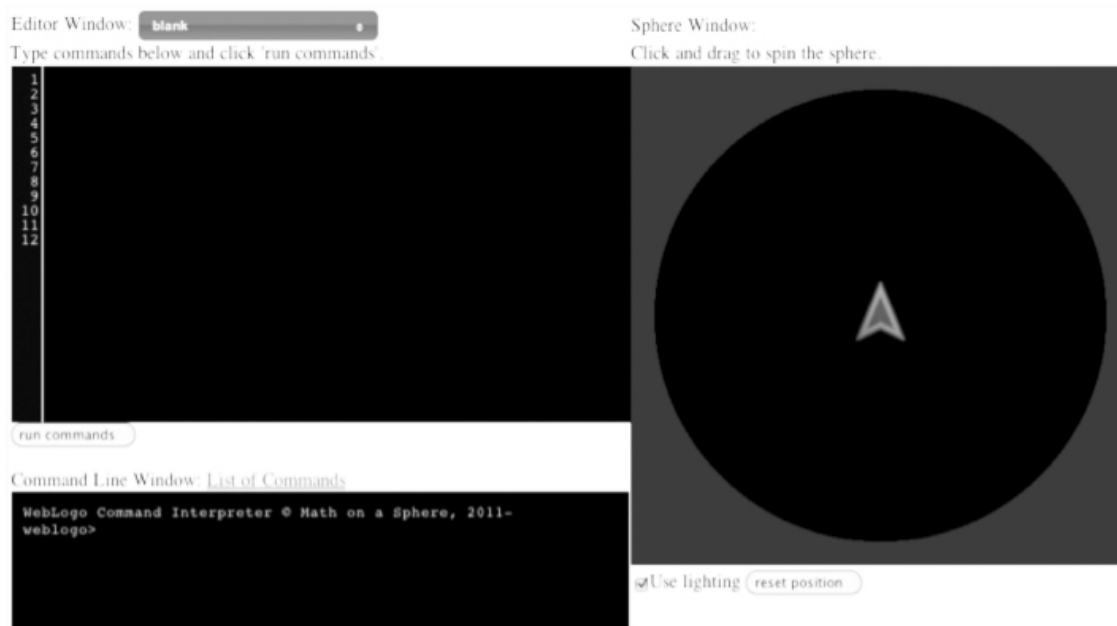 Editor Window: blank
Type commands below and click 'run commands'.
1
2
3
4
5
6
7
8
9
10
11
12
run commands
Command Line Window: List of Commands
WebLogo Command Interpreter © Math on a Sphere, 2011-
weblogo>
Sphere Window:
Click and drag to spin the sphere.
Use lighting reset position